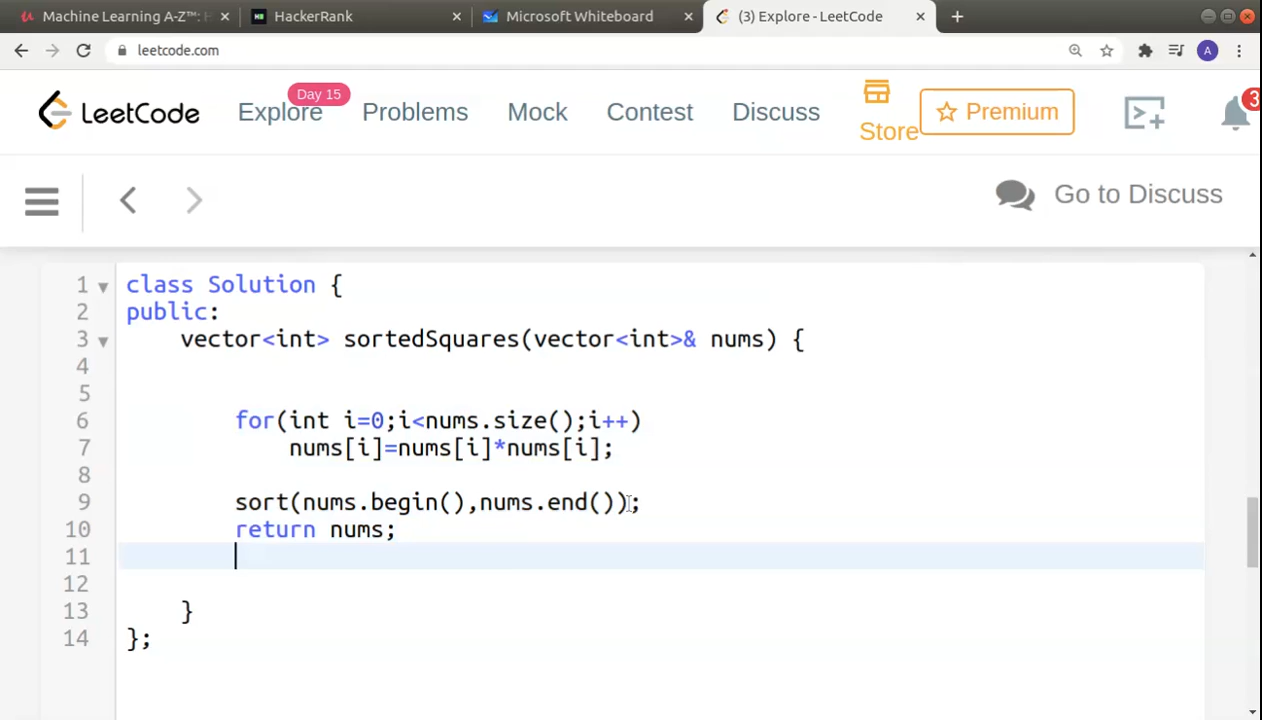 Machine Learning A-Z™: H
HackerRank
Microsoft Whiteboard
(3) Explore - LeetCode
leetcode.com
A
LeetCode
Explore
Day 15
Problems
Mock
Contest
Discuss
Store
Premium
3
Go to Discuss
1 class Solution {
2 public:
3     vector<int> sortedSquares(vector<int>& nums) {
4
5
6         for(int i=0;i<nums.size();i++)
7             nums[i]=nums[i]*nums[i];
8
9         sort(nums.begin(),nums.end());
10         return nums;
11
12
13     }
14 };